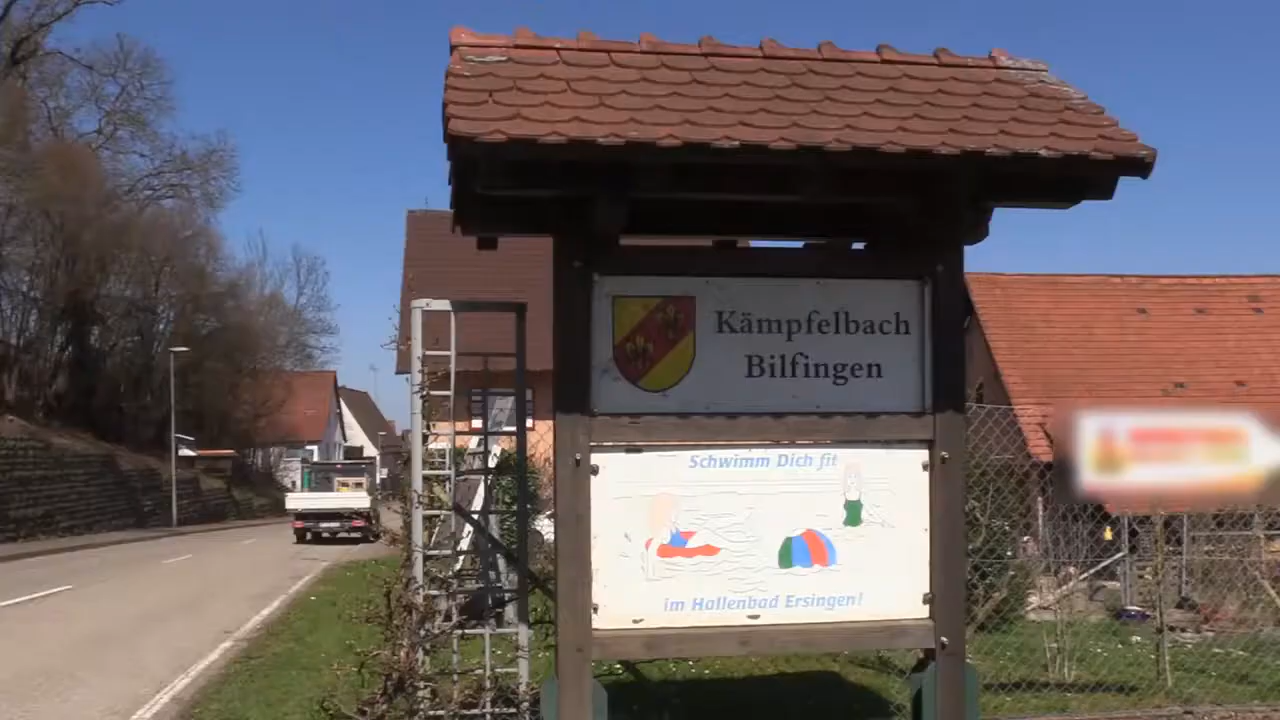 Kämpfelbach
Bilfingen
Schwimm Dich fit
im Hallenbad Ersingen!